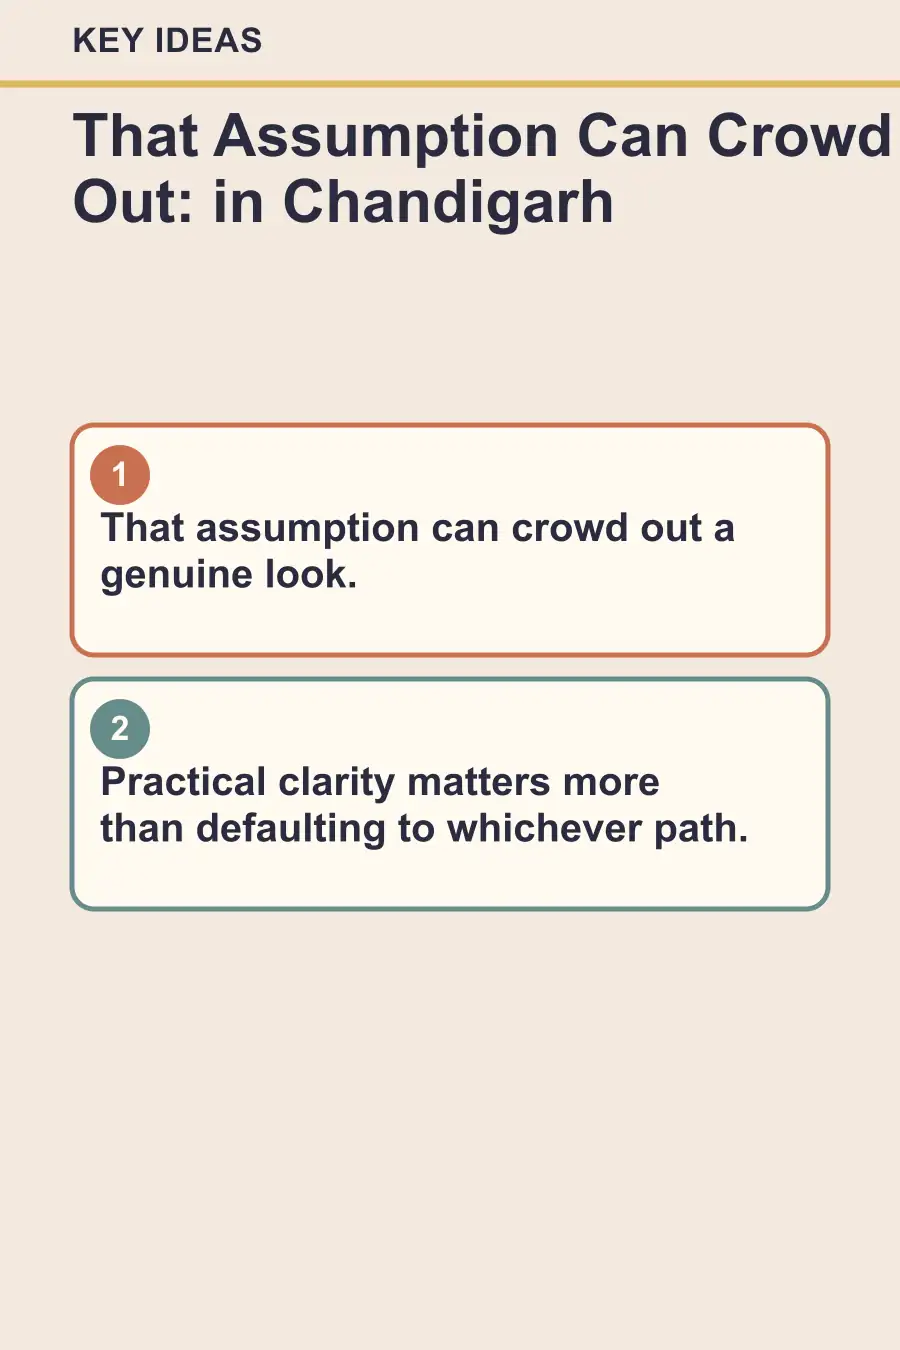 KEY IDEAS
That Assumption Can Crowd
Out: in Chandigarh
1
That assumption can crowd out a
genuine look.
2
Practical clarity matters more
than defaulting to whichever path.